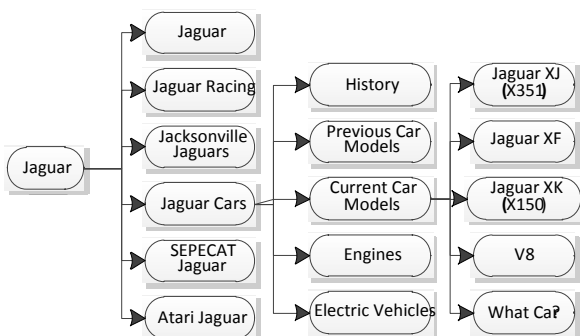 Jaguar
Jaguar
Jaguar Racing
Jacksonville
Jaguars
Jaguar Cars
SEPECAT
Jaguar
Atari Jaguar
History
Previous Car
Models
Current Car
Models
Engines
Electric Vehicles
Jaguar XJ
(X351)
Jaguar XF
Jaguar XK
(X150)
V8
What Car?